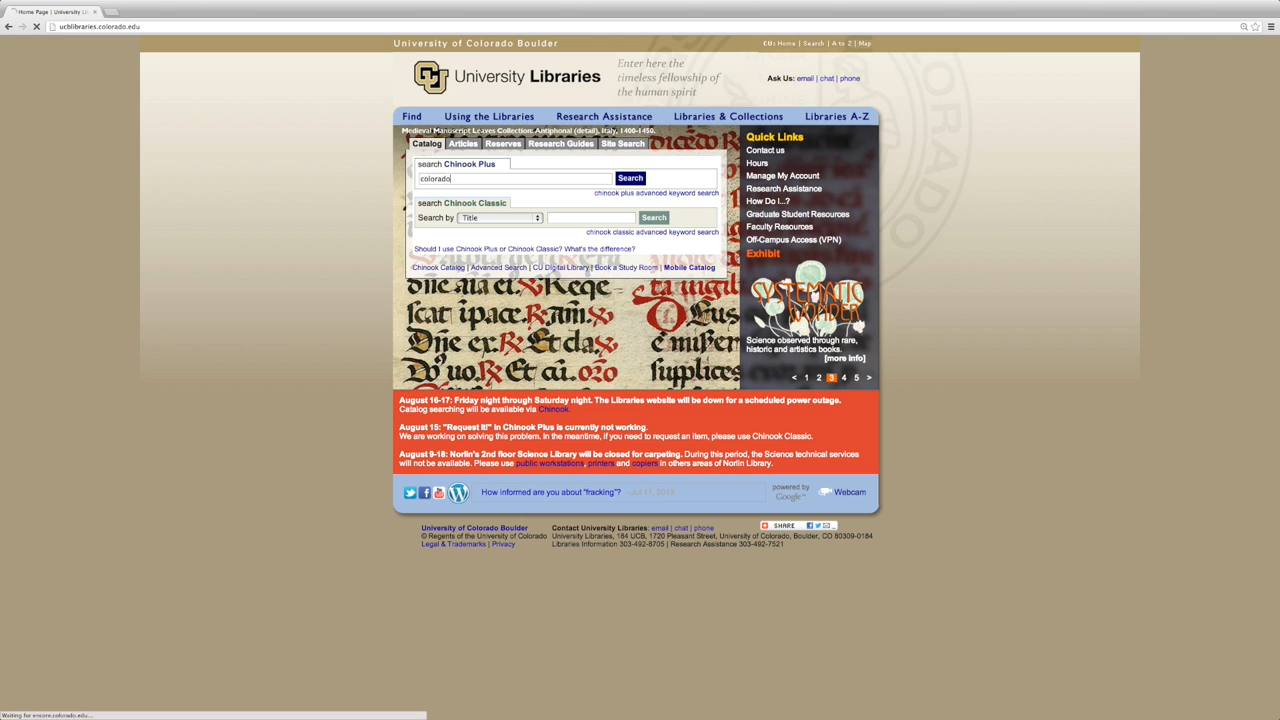 Home Page | University Li
ucblibraries.colorado.edu
University of Colorado Boulder
CU: Home | Search | A to Z | Map
University Libraries
Enter here the
timeless fellowship of
the human spirit
Ask Us: email | chat | phone
Find Using the Libraries Research Assistance Libraries & Collections Libraries A-Z
Medieval Manuscript Leaves Collection: Antiphonal (detail), Italy, 1400-1450.
Catalog Articles Reserves Research Guides Site Search
search Chinook Plus
colorado Search
chinook plus advanced keyword search
search Chinook Classic
Search by Title Search
chinook classic advanced keyword search
Should I use Chinook Plus or Chinook Classic? What's the difference?
Chinook Catalog | Advanced Search | CU Digital Library | Book a Study Room | Mobile Catalog
Quick Links
Contact us
Hours
Manage My Account
Research Assistance
How Do I...?
Graduate Student Resources
Faculty Resources
Off-Campus Access (VPN)
Exhibit
SYSTEMATIC
WONDER
Science observed through rare,
historic and artistics books.
[more info]
< 1 2 3 4 5 >
August 16-17: Friday night through Saturday night. The Libraries website will be down for a scheduled power outage.
Catalog searching will be available via Chinook.
August 15: "Request It!" in Chinook Plus is currently not working.
We are working on solving this problem. In the meantime, if you need to request an item, please use Chinook Classic.
August 9-18: Norlin's 2nd floor Science Library will be closed for carpeting. During this period, the Science technical services
will not be available. Please use public workstations, printers and copiers in others areas of Norlin Library.
How informed are you about "fracking"? - Jul 17, 2013
powered by
Google™
Webcam
SHARE
University of Colorado Boulder
© Regents of the University of Colorado
Legal & Trademarks | Privacy
Contact University Libraries: email | chat | phone
University Libraries, 184 UCB, 1720 Pleasant Street, University of Colorado, Boulder, CO 80309-0184
Libraries Information 303-492-8705 | Research Assistance 303-492-7521
Waiting for encore.colorado.edu...